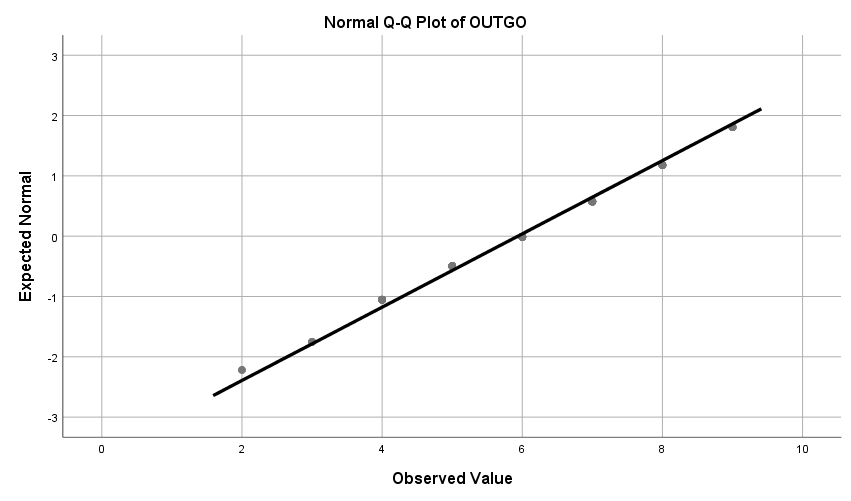 Normal Q-Q Plot of OUTGO
3
2
1
0
-1
-2
-3
Expected Normal
0 2 4 6 8 10
Observed Value